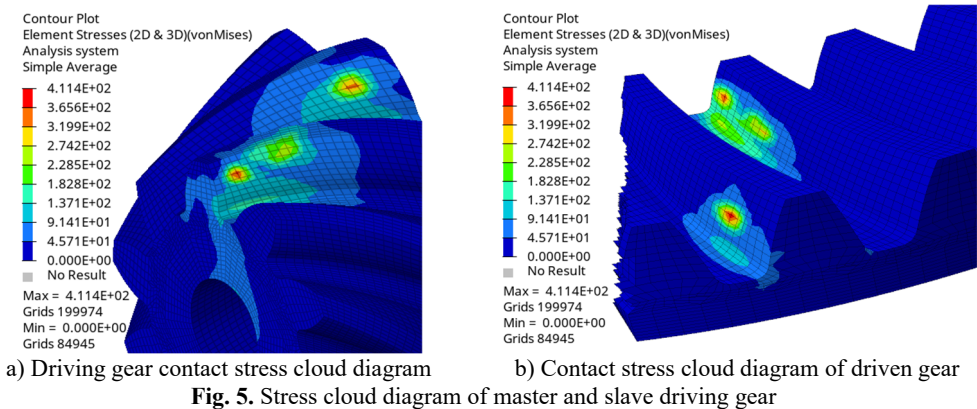 Contour Plot
Element Stresses (2D & 3D)(vonMises)
Analysis system
Simple Average
4.114E+02
3.656E+02
3.199E+02
2.742E+02
2.285E+02
1.828E+02
1.371E+02
9.141E+01
4.571E+01
0.000E+00
No Result
Max = 4.114E+02
Grids 199974
Min = 0.000E+00
Grids 84945
a) Driving gear contact stress cloud diagram
Contour Plot
Element Stresses (2D & 3D)(vonMises)
Analysis system
Simple Average
4.114E+02
3.656E+02
3.199E+02
2.742E+02
2.285E+02
1.828E+02
1.371E+02
9.141E+01
4.571E+01
0.000E+00
No Result
Max = 4.114E+02
Grids 199974
Min = 0.000E+00
Grids 84945
b) Contact stress cloud diagram of driven gear
Fig. 5. Stress cloud diagram of master and slave driving gear